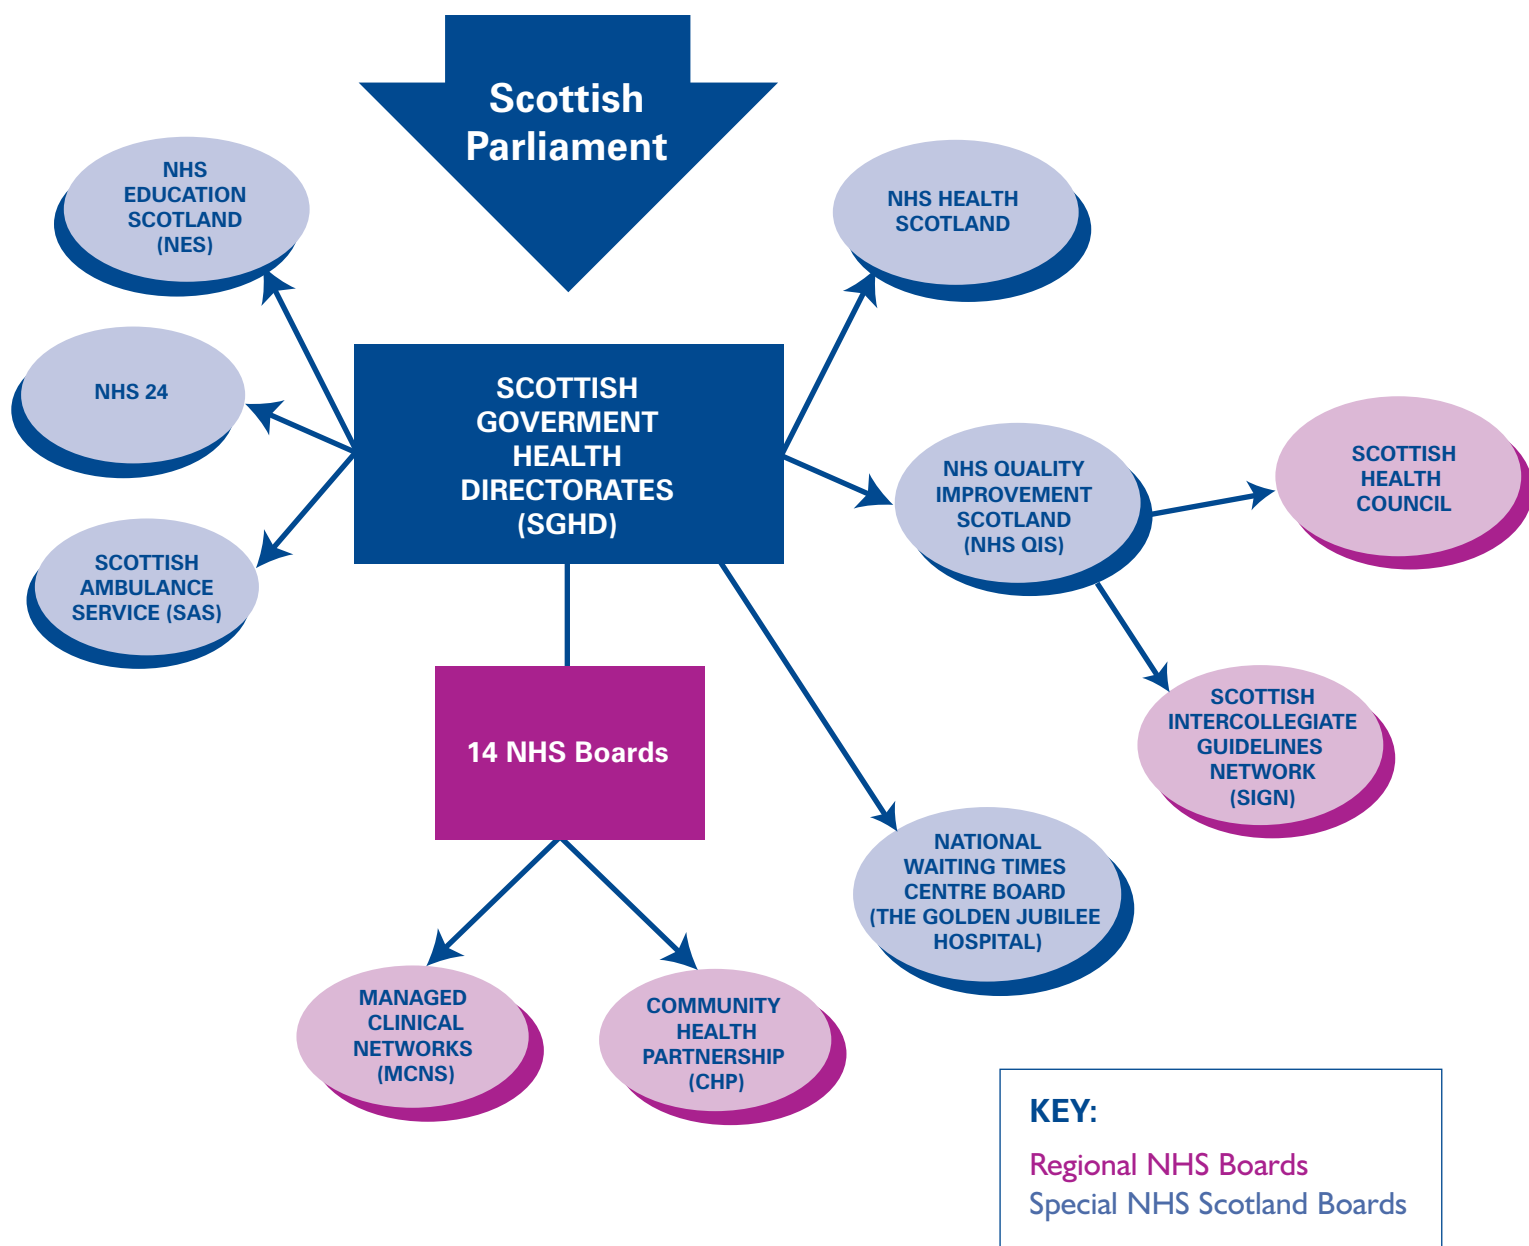 Scottish
Parliament
NHS
EDUCATION
SCOTLAND
(NES)
NHS HEALTH
SCOTLAND
NHS 24
SCOTTISH
GOVERMENT
HEALTH
DIRECTORATES
(SGHD)
NHS QUALITY
IMPROVEMENT
SCOTLAND
(NHS QIS)
SCOTTISH
HEALTH
COUNCIL
SCOTTISH
AMBULANCE
SERVICE (SAS)
14 NHS Boards
SCOTTISH
INTERCOLLEGIATE
GUIDELINES
NETWORK
(SIGN)
NATIONAL
WAITING TIMES
CENTRE BOARD
(THE GOLDEN JUBILEE
HOSPITAL)
MANAGED
CLINICAL
NETWORKS
(MCNS)
COMMUNITY
HEALTH
PARTNERSHIP
(CHP)
KEY:
Regional NHS Boards
Special NHS Scotland Boards